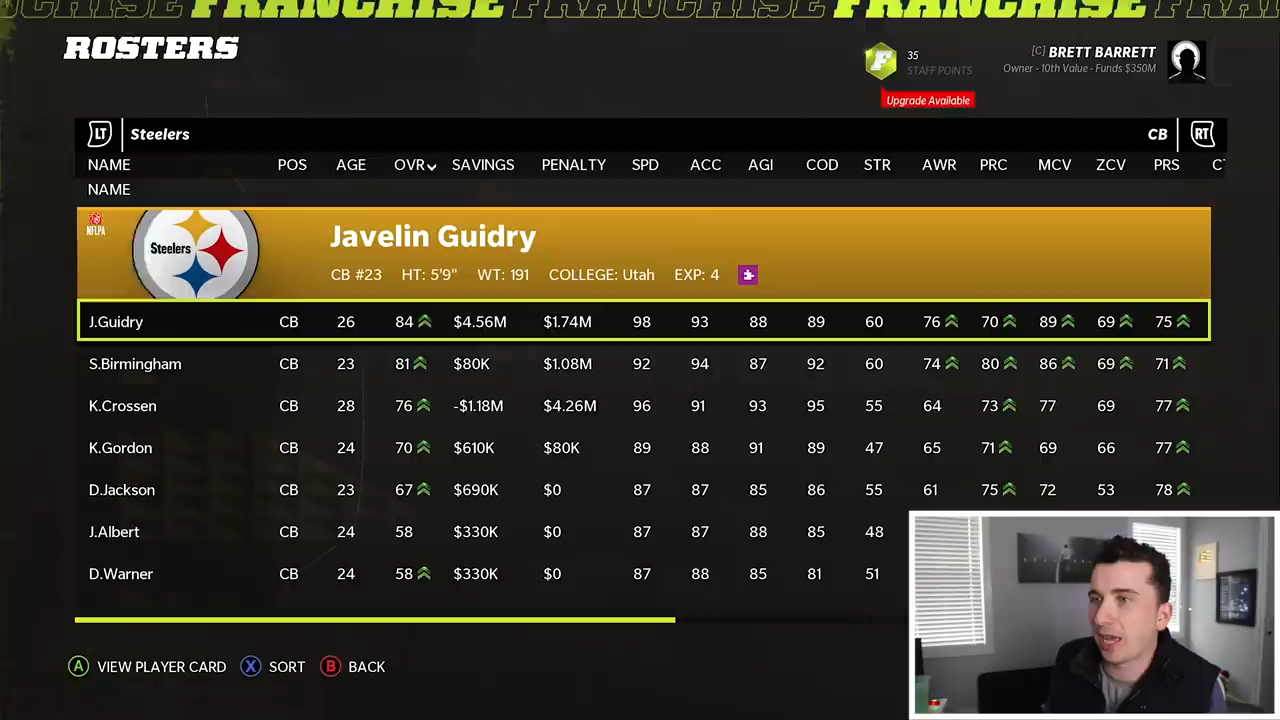 FRANCHISE FRANCHISE FRANCHISE
ROSTERS
35
STAFF POINTS
Upgrade Available
[C] BRETT BARRETT
Owner - 10th Value - Funds $350M
LT Steelers CB RT
NAME POS AGE OVR SAVINGS PENALTY SPD ACC AGI COD STR AWR PRC MCV ZCV PRS
NAME
NFLPA
Steelers
Javelin Guidry
CB #23 HT: 5'9" WT: 191 COLLEGE: Utah EXP: 4
J.Guidry CB 26 84 $4.56M $1.74M 98 93 88 89 60 76 70 89 69 75
S.Birmingham CB 23 81 $80K $1.08M 92 94 87 92 60 74 80 86 69 71
K.Crossen CB 28 76 -$1.18M $4.26M 96 91 93 95 55 64 73 77 69 77
K.Gordon CB 24 70 $610K $80K 89 88 91 89 47 65 71 69 66 77
D.Jackson CB 23 67 $690K $0 87 87 85 86 55 61 75 72 53 78
J.Albert CB 24 58 $330K $0 87 87 88 85 48
D.Warner CB 24 58 $330K $0 87 85 81 51
A VIEW PLAYER CARD X SORT B BACK